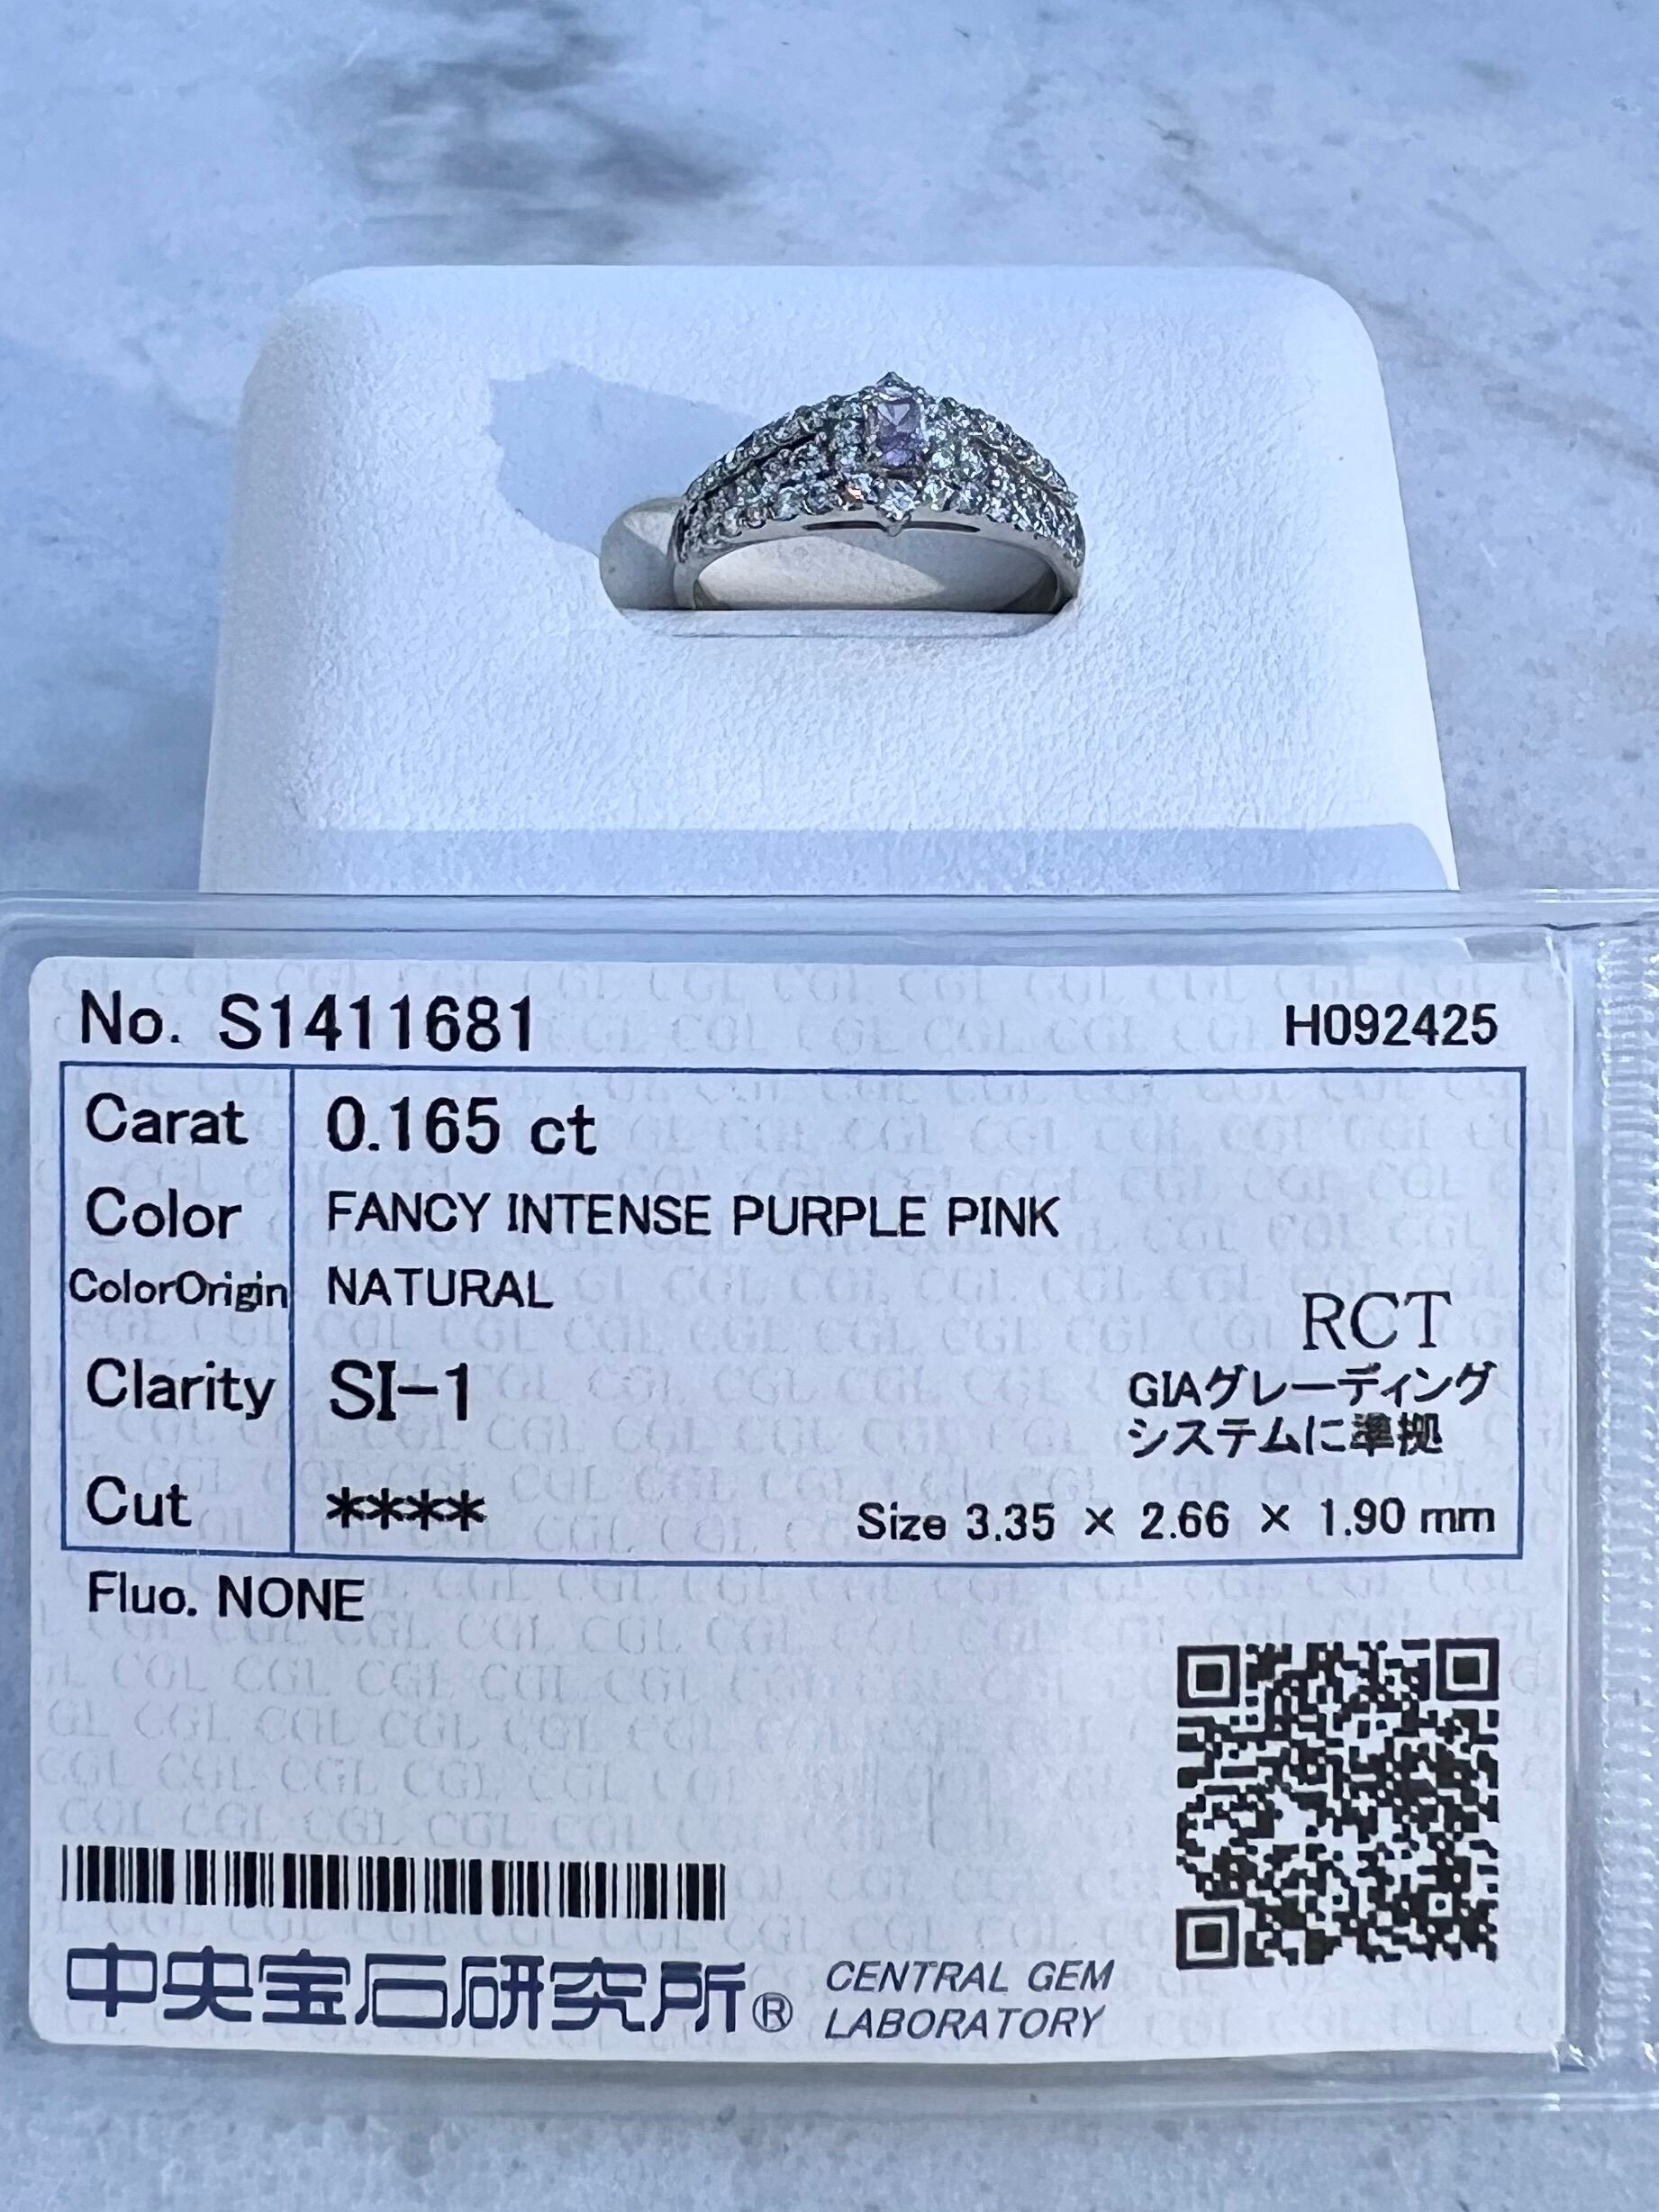 No. S1411681 H092425
Carat 0.165 ct
Color FANCY INTENSE PURPLE PINK
ColorOrigin NATURAL
RCT
Clarity SI-1
GIAグレーディング
システムに準拠
Cut ****
Size 3.35 × 2.66 × 1.90 mm
Fluo. NONE
中央宝石研究所® CENTRAL GEM
LABORATORY